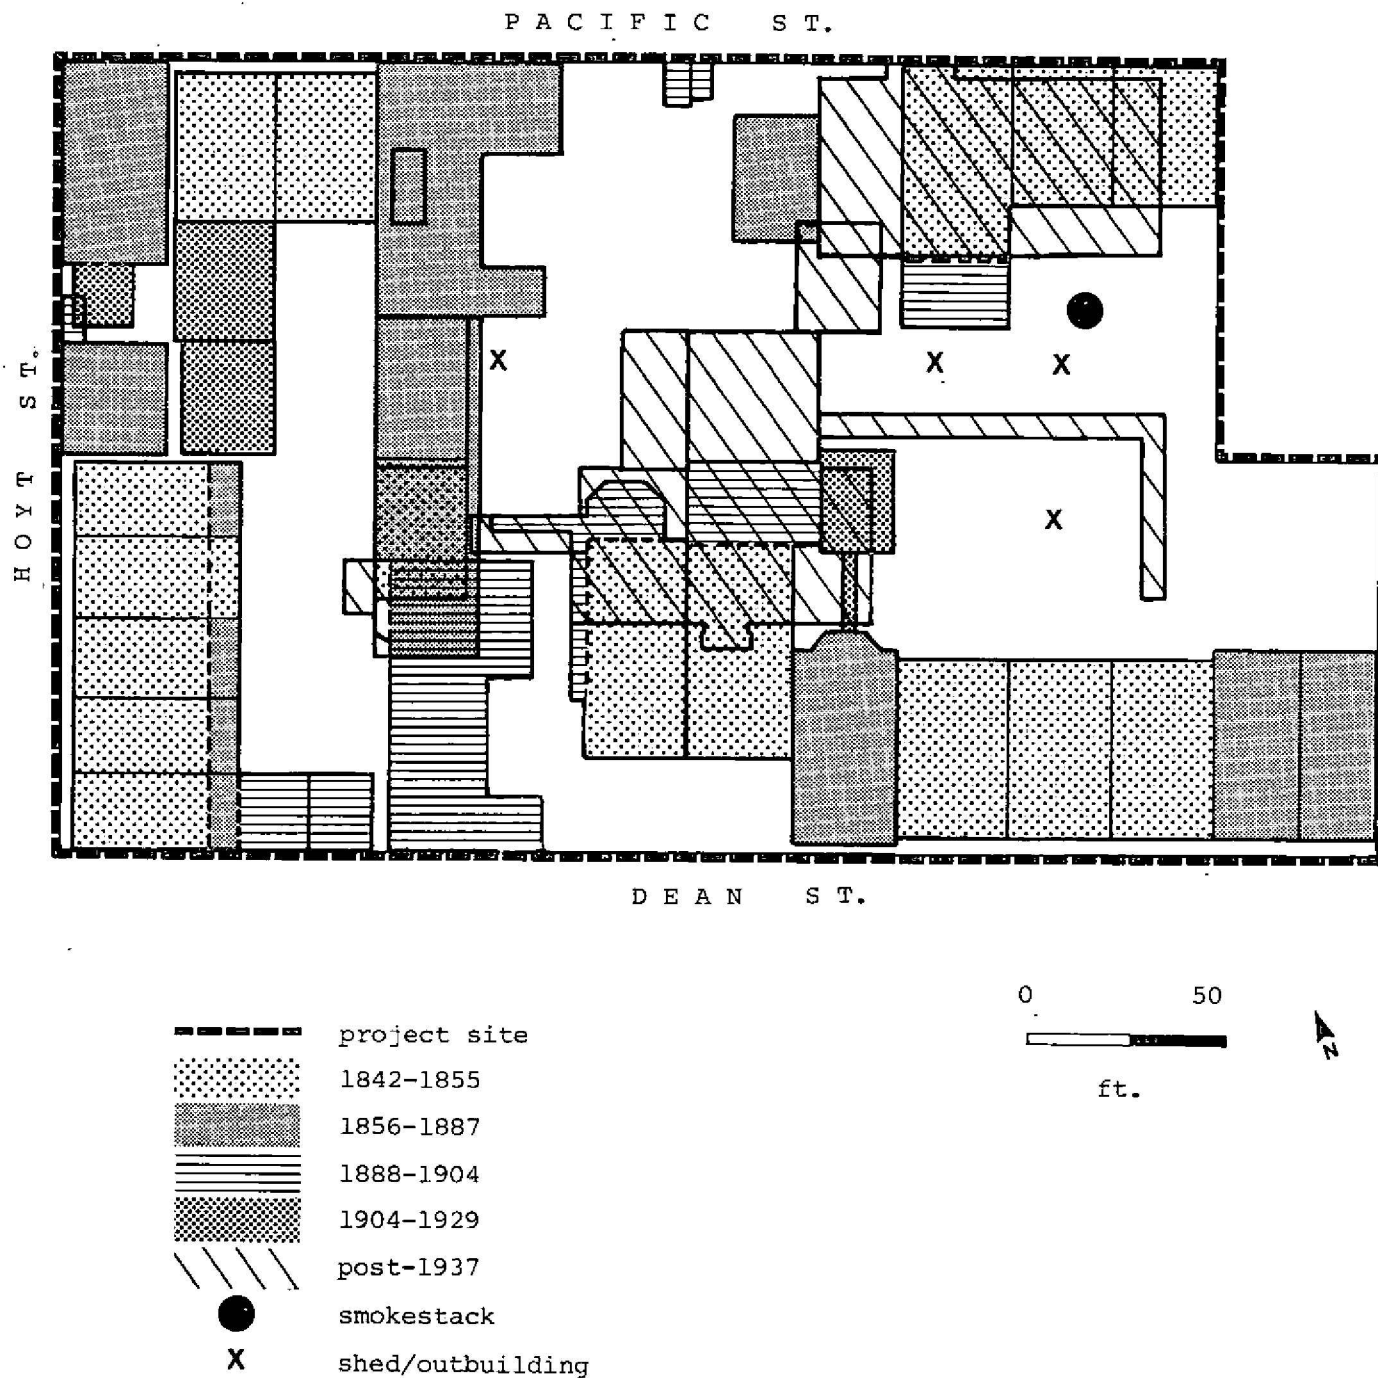 PACIFIC ST.
HOYT ST.
X
X
X
X
DEAN ST.
0 50
ft.
N
project site
1842-1855
1856-1887
1888-1904
1904-1929
post-1937
smokestack
X shed/outbuilding